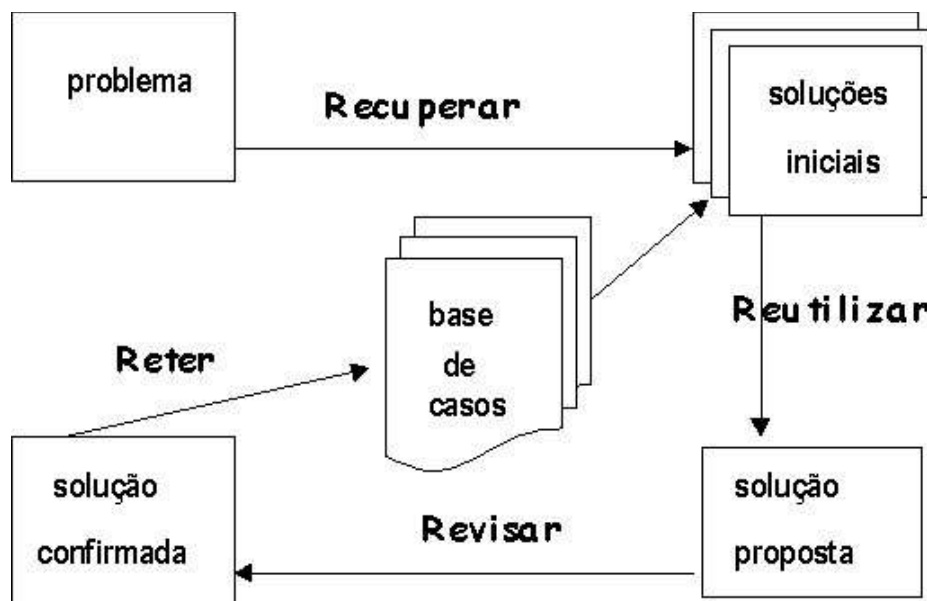 problema
Recuperar
soluções
iniciais
base
de
casos
Reutilizar
Reter
solução
confirmada
Revisar
solução
proposta